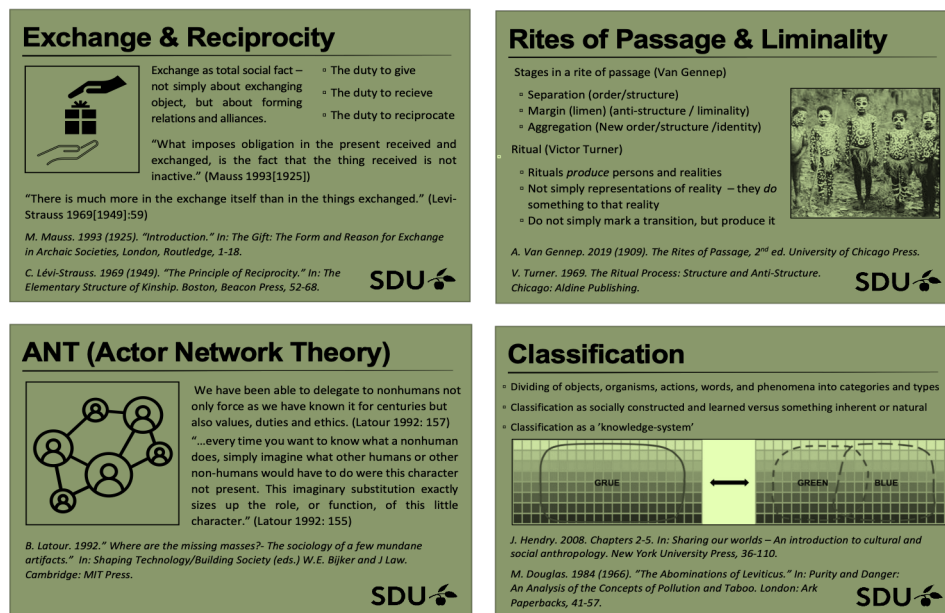 Exchange & Reciprocity
Exchange as total social fact –
not simply about exchanging
object, but about forming
relations and alliances.
▫ The duty to give
▫ The duty to recieve
▫ The duty to reciprocate
“What imposes obligation in the present received and
exchanged, is the fact that the thing received is not
inactive.” (Mauss 1993[1925])
“There is much more in the exchange itself than in the things exchanged.” (Levi-
Strauss 1969[1949]:59)
M. Mauss. 1993 (1925). “Introduction.” In: The Gift: The Form and Reason for Exchange
in Archaic Societies, London, Routledge, 1-18.
C. Lévi-Strauss. 1969 (1949). “The Principle of Reciprocity.” In: The
Elementary Structure of Kinship. Boston, Beacon Press, 52-68.
SDU
Rites of Passage & Liminality
Stages in a rite of passage (Van Gennep)
▫ Separation (order/structure)
▫ Margin (limen) (anti-structure / liminality)
▫ Aggregation (New order/structure /identity)
Ritual (Victor Turner)
▫ Rituals produce persons and realities
▫ Not simply representations of reality – they do
something to that reality
▫ Do not simply mark a transition, but produce it
A. Van Gennep. 2019 (1909). The Rites of Passage, 2nd ed. University of Chicago Press.
V. Turner. 1969. The Ritual Process: Structure and Anti-Structure.
Chicago: Aldine Publishing.
SDU
ANT (Actor Network Theory)
We have been able to delegate to nonhumans not
only force as we have known it for centuries but
also values, duties and ethics. (Latour 1992: 157)
“…every time you want to know what a nonhuman
does, simply imagine what other humans or other
non-humans would have to do were this character
not present. This imaginary substitution exactly
sizes up the role, or function, of this little
character.” (Latour 1992: 155)
B. Latour. 1992.” Where are the missing masses?- The sociology of a few mundane
artifacts.” In: Shaping Technology/Building Society (eds.) W.E. Bijker and J Law.
Cambridge: MIT Press.
SDU
Classification
▫ Dividing of objects, organisms, actions, words, and phenomena into categories and types
▫ Classification as socially constructed and learned versus something inherent or natural
▫ Classification as a ’knowledge-system’
GRUE
GREEN
BLUE
J. Hendry. 2008. Chapters 2-5. In: Sharing our worlds – An introduction to cultural and
social anthropology. New York University Press, 36-110.
M. Douglas. 1984 (1966). “The Abominations of Leviticus.” In: Purity and Danger:
An Analysis of the Concepts of Pollution and Taboo. London: Ark
Paperbacks, 41-57.
SDU